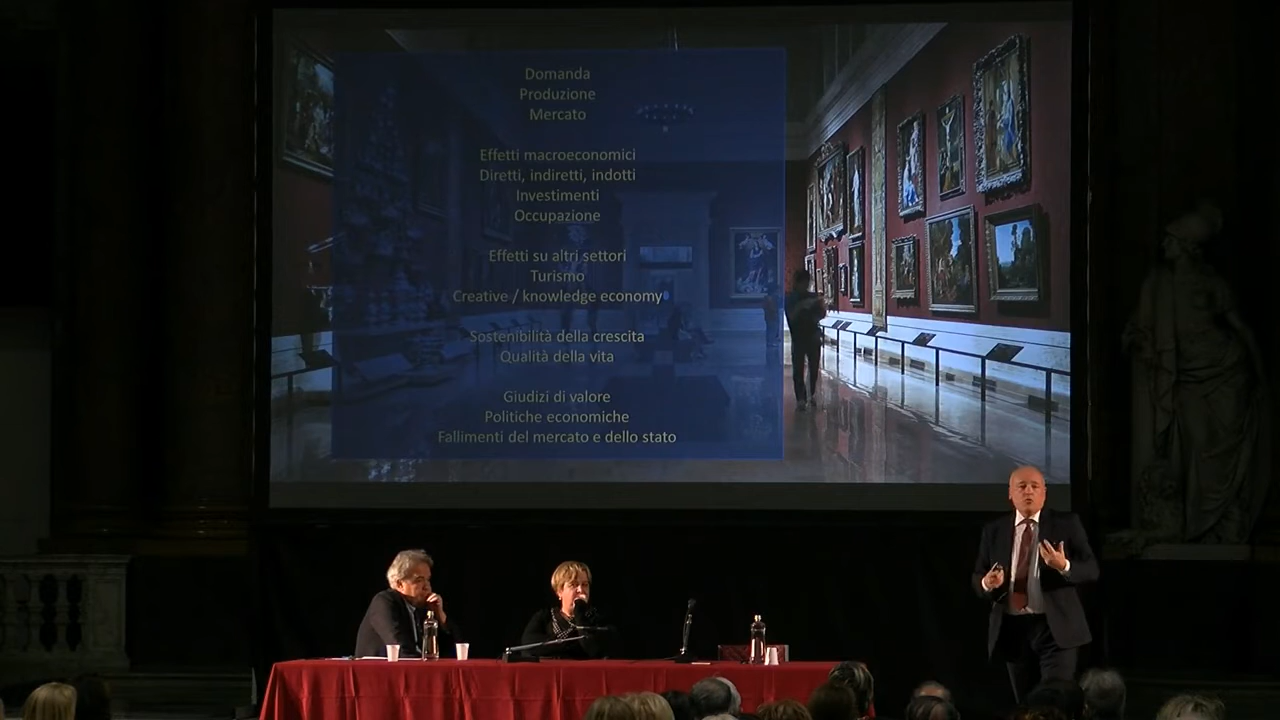 Domanda
Produzione
Mercato
Effetti macroeconomici
Diretti, indiretti, indotti
Investimenti
Occupazione
Effetti su altri settori
Turismo
Creative / knowledge economy
Sostenibilità della crescita
Qualità della vita
Giudizi di valore
Politiche economiche
Fallimenti del mercato e dello stato